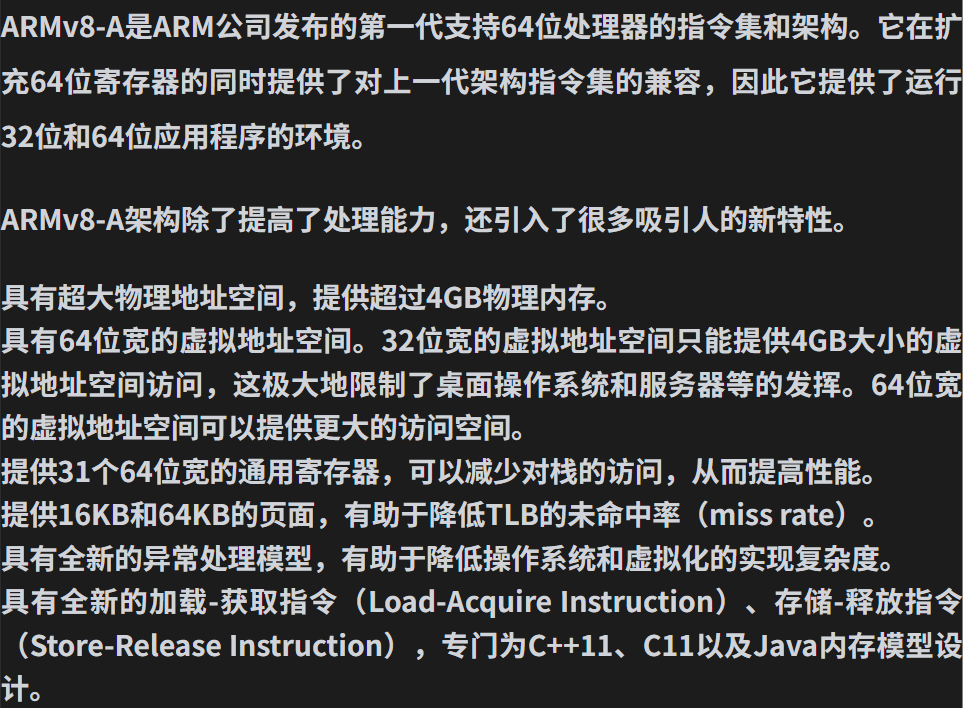 ARMv8-A是ARM公司发布的第一代支持64位处理器的指令集和架构。它在扩
充64位寄存器的同时提供了对上一代架构指令集的兼容，因此它提供了运行
32位和64位应用程序的环境。
ARMv8-A架构除了提高了处理能力，还引入了很多吸引人的新特性。
具有超大物理地址空间，提供超过4GB物理内存。
具有64位宽的虚拟地址空间。32位宽的虚拟地址空间只能提供4GB大小的虚
拟地址空间访问，这极大地限制了桌面操作系统和服务器等的发挥。64位宽
的虚拟地址空间可以提供更大的访问空间。
提供31个64位宽的通用寄存器，可以减少对栈的访问，从而提高性能。
提供16KB和64KB的页面，有助于降低TLB的未命中率（miss rate）。
具有全新的异常处理模型，有助于降低操作系统和虚拟化的实现复杂度。
具有全新的加载-获取指令（Load-Acquire Instruction）、存储-释放指令
（Store-Release Instruction），专门为C++11、C11以及Java内存模型设
计。